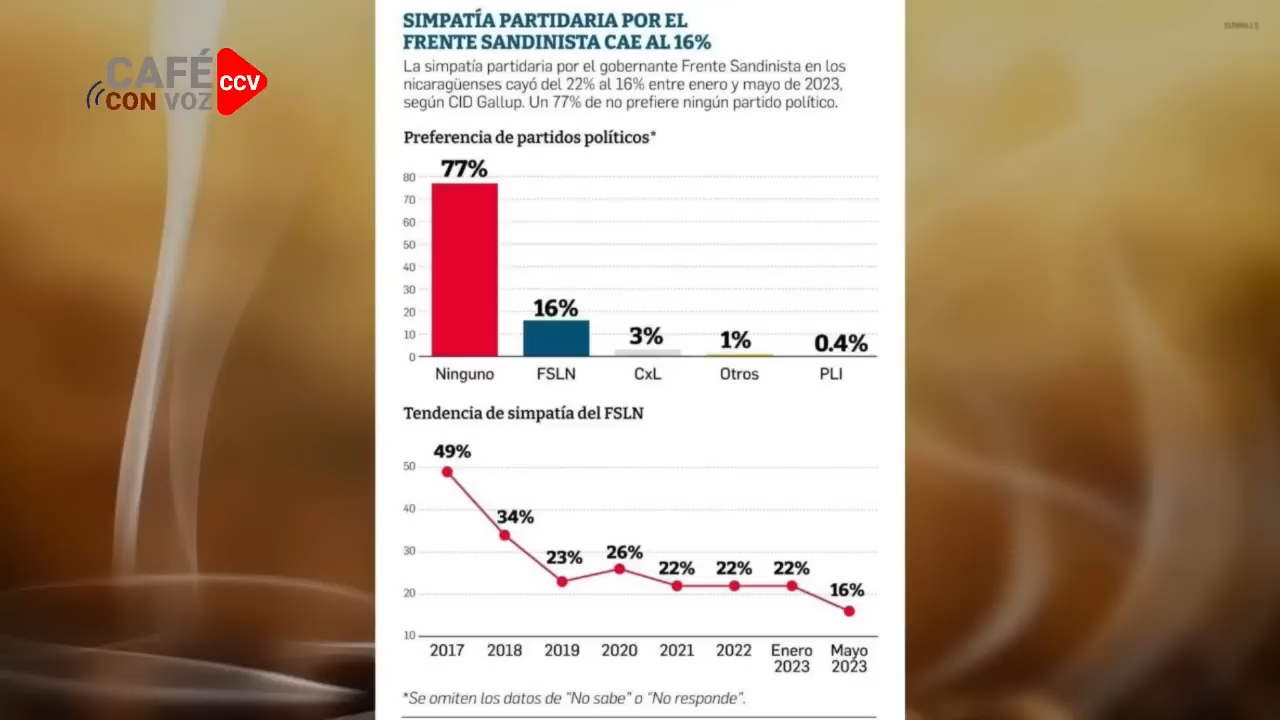 CAFÉ
CON VOZ
CCV
SIMPATÍA PARTIDARIA POR EL
FRENTE SANDINISTA CAE AL 16%
La simpatía partidaria por el gobernante Frente Sandinista en los
nicaragüenses cayó del 22% al 16% entre enero y mayo de 2023,
según CID Gallup. Un 77% de no prefiere ningún partido político.
Preferencia de partidos políticos*
77%
16%
3%
1%
0.4%
80
70
60
50
40
30
20
10
0
Ninguno FSLN CxL Otros PLI
Tendencia de simpatía del FSLN
49%
34%
23%
26%
22%
22%
22%
16%
50
40
30
20
10
2017 2018 2019 2020 2021 2022 Enero 2023 Mayo 2023
*Se omiten los datos de "No sabe" o "No responde".